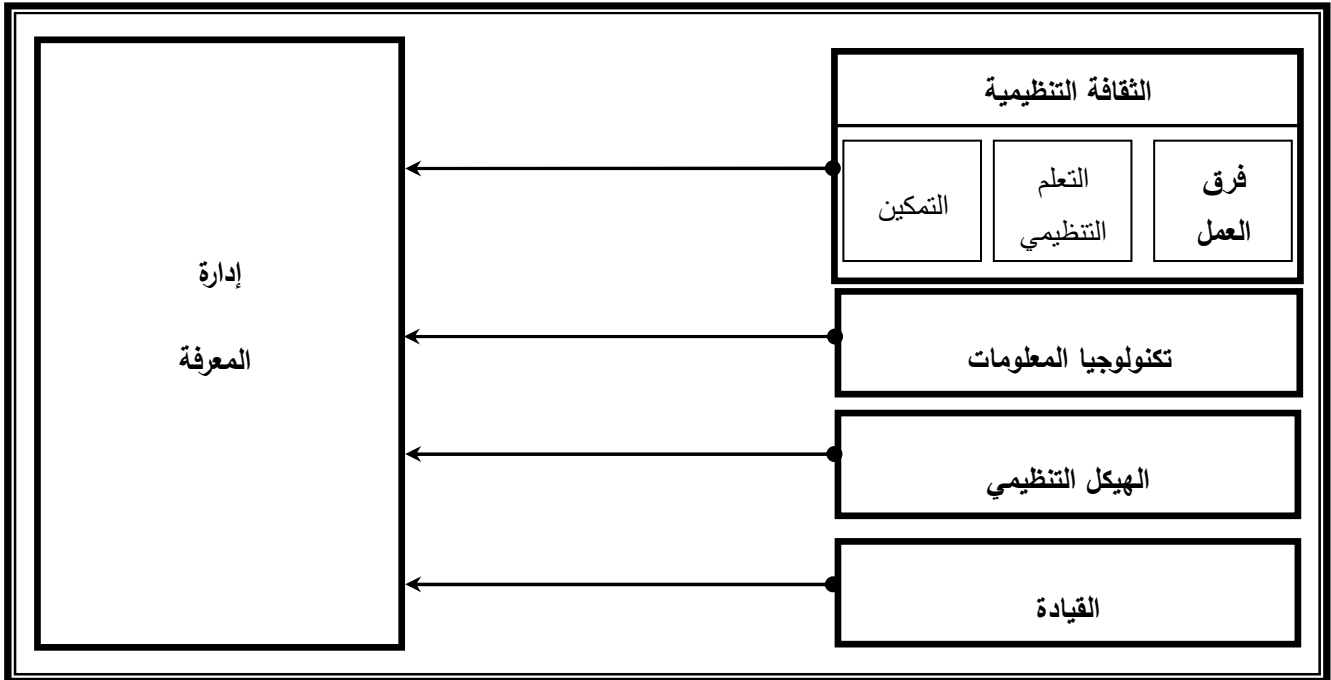 الثقافة التنظيمية
فرق
العمل
التعلم
التنظيمي
التمكين
تكنولوجيا المعلومات
الهيكل التنظيمي
القيادة
إدارة
المعرفة